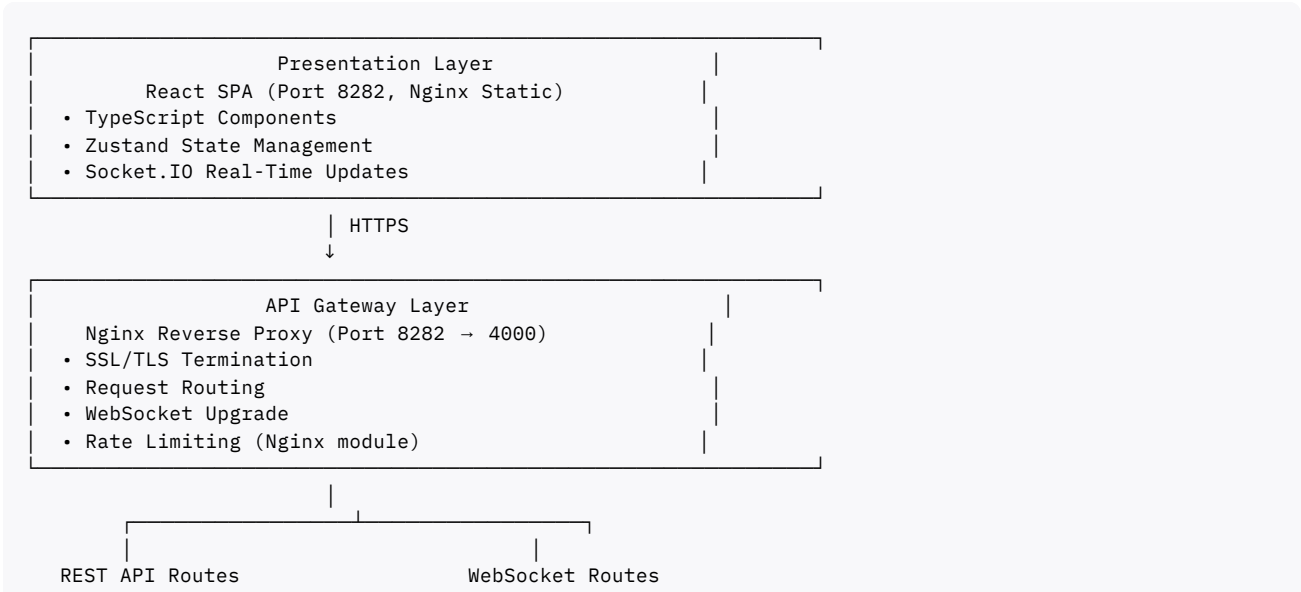 Presentation Layer
React SPA (Port 8282, Nginx Static)
• TypeScript Components
• Zustand State Management
• Socket.IO Real-Time Updates
HTTPS
↓
API Gateway Layer
Nginx Reverse Proxy (Port 8282 → 4000)
• SSL/TLS Termination
• Request Routing
• WebSocket Upgrade
• Rate Limiting (Nginx module)
REST API Routes WebSocket Routes